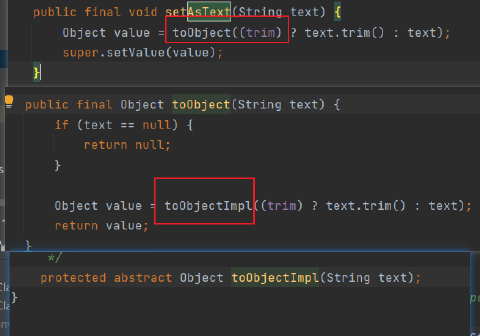 public final void setAsText(String text) {
Object value = toObject((trim) ? text.trim() : text);
super.setValue(value);
}
public final Object toObject(String text) {
if (text == null) {
return null;
}
Object value = toObjectImpl((trim) ? text.trim() : text);
return value;
}
*/
protected abstract Object toObjectImpl(String text);
}